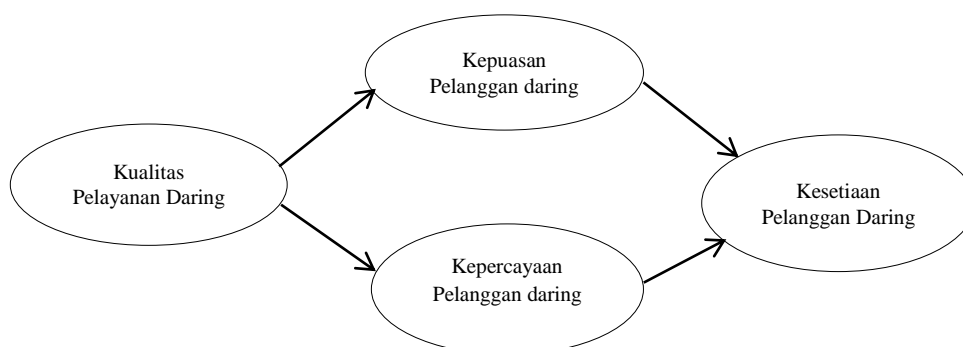 Kepuasan
Pelanggan daring
Kualitas
Pelayanan Daring
Kesetiaan
Pelanggan Daring
Kepercayaan
Pelanggan daring